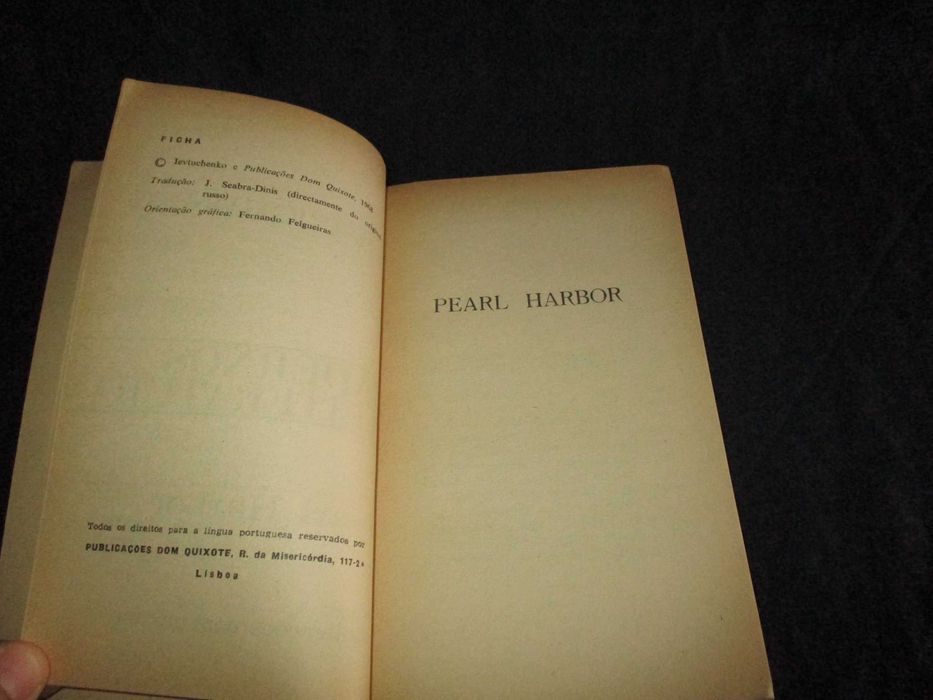 FICHA
© Ievtuchenko e Publicações Dom Quixote, 1968
Tradução: J. Seabra-Dinis (directamente do original
russo)
Orientação gráfica: Fernando Felgueiras
Todos os direitos para a língua portuguesa reservados por
PUBLICAÇÕES DOM QUIXOTE, R. da Misericórdia, 117-2.º
Lisboa
PEARL HARBOR